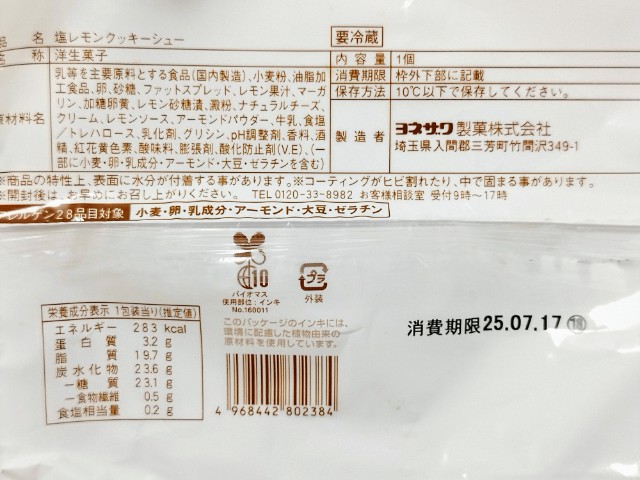 品 名 塩レモンクッキーシュー
要冷蔵
名 称 洋生菓子
原材料名 乳等を主要原料とする食品(国内製造)、小麦粉、油脂加
工食品、卵、砂糖、ファットスプレッド、レモン果汁、マーガ
リン、加糖卵黄、レモン砂糖漬、澱粉、ナチュラルチーズ、
クリーム、レモンソース、アーモンドパウダー、牛乳、食塩
/トレハロース、乳化剤、グリシン、pH調整剤、香料、酒
精、紅花黄色素、酸味料、膨張剤、酸化防止剤(V.E)、(一
部に小麦・卵・乳成分・アーモンド・大豆・ゼラチンを含む)
内容量 1個
消費期限 枠外下部に記載
保存方法 10℃以下で保存してください。
製造者 ヨネザワ製菓株式会社
埼玉県入間郡三芳町竹間沢349-1
※商品の特性上、表面に水分が付着する事があります。※コーティングがヒビ割れたり、中で固まる事があります。
※開封後は、お早めにお召し上がりください。 TEL 0120-33-8982 お客様相談室 受付9時~17時
アレルゲン28品目対象 小麦・卵・乳成分・アーモンド・大豆・ゼラチン
10
バイオマス
使用部位:インキ
No.160011
プラ
外装
このパッケージのインキには、
環境に配慮した植物由来の
原材料を使用しています。
栄養成分表示 1包装当り(推定値)
エネルギー 283 kcal
蛋白質 3.2 g
脂質 19.7 g
炭水化物 23.6 g
-糖質 23.1 g
-食物繊維 0.5 g
食塩相当量 0.2 g
4 968442 802384
消費期限 25.07.17